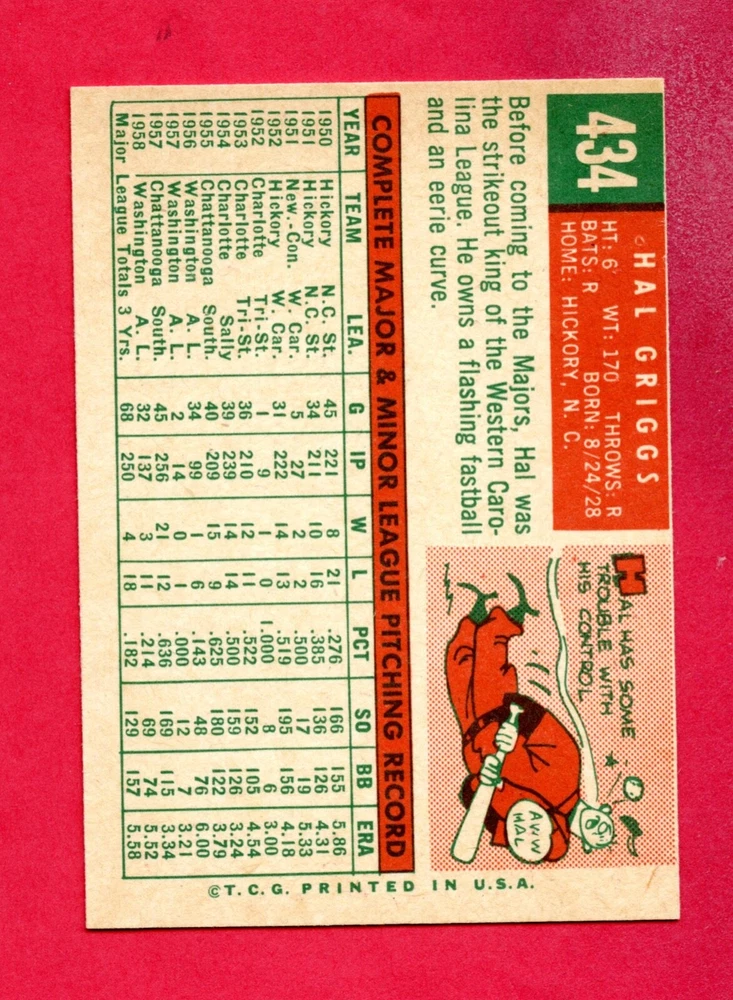 434
HAL GRIGGS
HT: 6' WT: 170 THROWS: R
BATS: R BORN: 8/24/28
HOME: HICKORY, N. C.
Before coming to the Majors, Hal was
the strikeout king of the Western Caro-
lina League. He owns a flashing fastball
and an eerie curve.
HAL HAS SOME
TROUBLE WITH
HIS CONTROL
AWW
HAL
COMPLETE MAJOR & MINOR LEAGUE PITCHING RECORD
YEAR TEAM LEA. G IP W L PCT SO BB ERA
1950 Hickory N.C. St. 45 221 8 21 .276 166 155 5.86
1951 Hickory N.C. St. 34 211 10 16 .385 136 126 4.31
1951 New.-Con. W. Car. 5 27 2 2 .500 17 19 5.33
1952 Hickory W. Car. 31 222 14 13 .519 195 156 4.18
1952 Charlotte Tri-St. 1 9 1 0 1.000 8 6 3.00
1953 Charlotte Tri-St. 36 210 12 11 .522 152 105 4.54
1954 Charlotte Sally 39 239 14 14 .500 159 126 3.24
1955 Chattanooga South. 40 209 15 9 .625 180 122 3.79
1956 Washington A. L. 34 99 1 6 .143 48 76 6.00
1957 Washington A. L. 2 14 0 1 .000 12 7 3.21
1957 Chattanooga South. 45 256 21 12 .636 169 115 3.34
1958 Washington A. L. 32 137 3 11 .214 69 74 5.52
Major League Totals 3 Yrs. 68 250 4 18 .182 129 157 5.58
© T. C. G. PRINTED IN U.S.A.